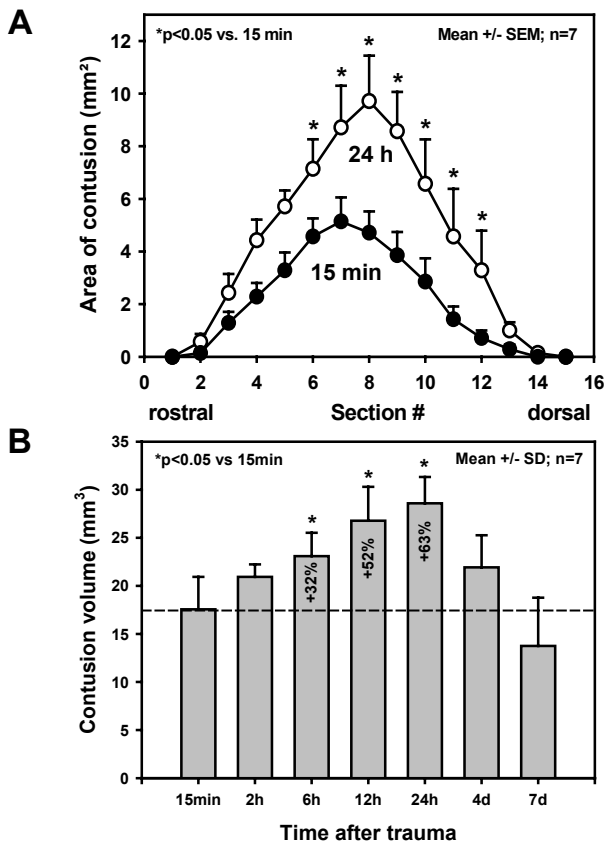 A
*p<0.05 vs. 15 min Mean +/- SEM; n=7
Area of contusion (mm²)
12
10
8
6
4
2
0
* * * * * * *
24 h
15 min
0 2 4 6 8 10 12 14 16
rostral Section # dorsal
B
*p<0.05 vs 15min Mean +/- SD; n=7
Contusion volume (mm³)
35
30
25
20
15
10
5
0
* * *
+32% +52% +63%
15min 2h 6h 12h 24h 4d 7d
Time after trauma